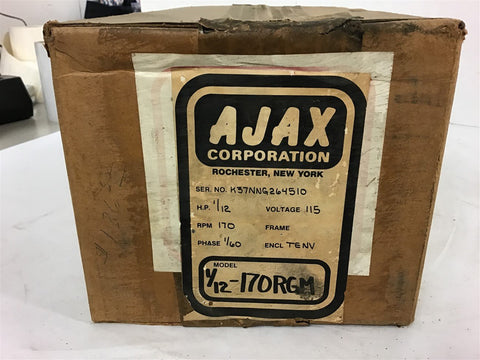 AJAX
CORPORATION
ROCHESTER, NEW YORK
SER. NO. K37NNG264510
H.P. 1/12 VOLTAGE 115
RPM 170 FRAME
PHASE 1/60 ENCL TENV
MODEL
1/12-170RGM